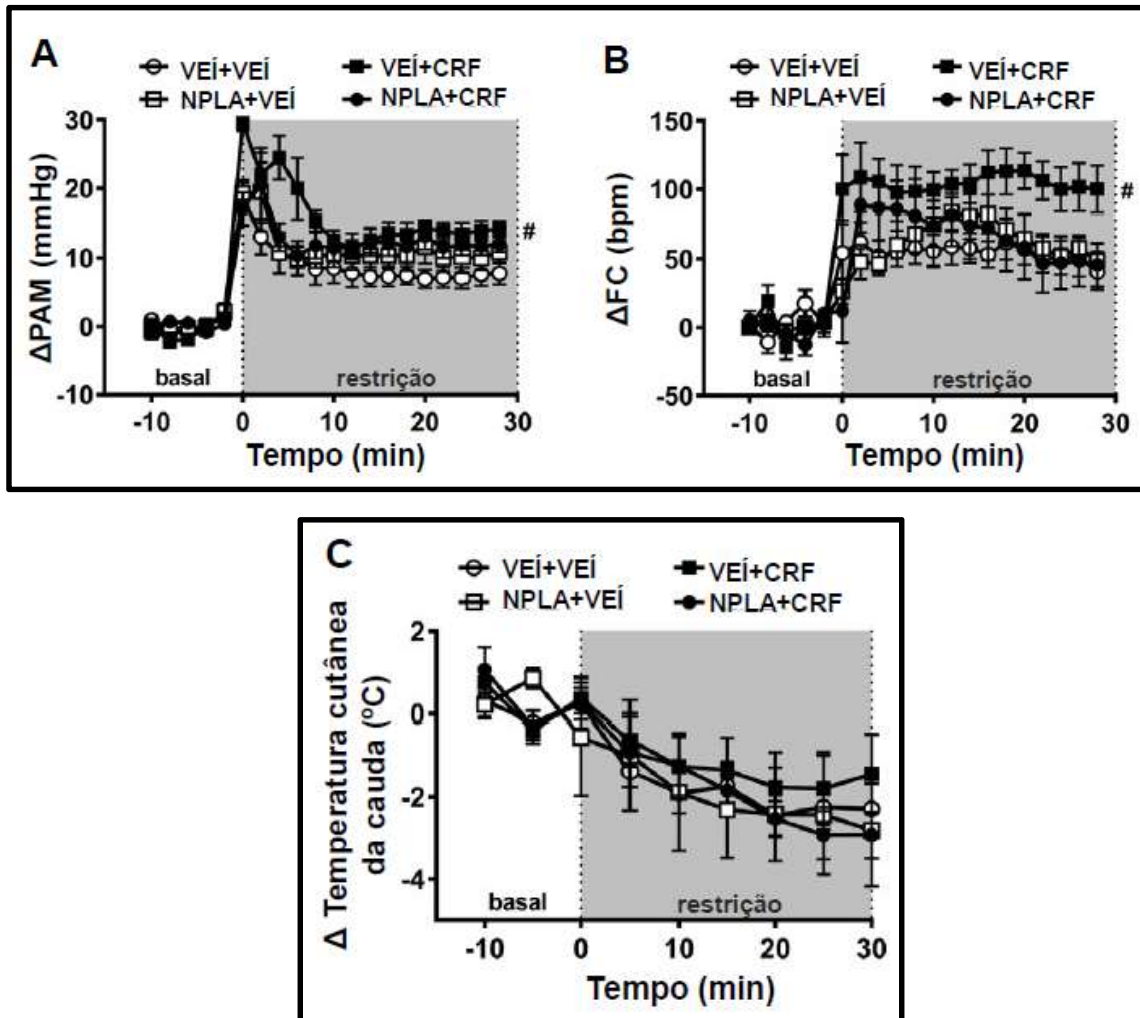 A
VEÍ+VEÍ
VEÍ+CRF
NPLA+VEÍ
NPLA+CRF
30
20
10
0
-10
ΔPAM (mmHg)
#
basal
restrição
-10
0
10
20
30
Tempo (min)
B
VEÍ+VEÍ
VEÍ+CRF
NPLA+VEÍ
NPLA+CRF
150
100
50
0
-50
ΔFC (bpm)
#
basal
restrição
-10
0
10
20
30
Tempo (min)
C
VEÍ+VEÍ
VEÍ+CRF
NPLA+VEÍ
NPLA+CRF
2
0
-2
-4
Δ Temperatura cutânea
da cauda (ºC)
basal
restrição
-10
0
10
20
30
Tempo (min)